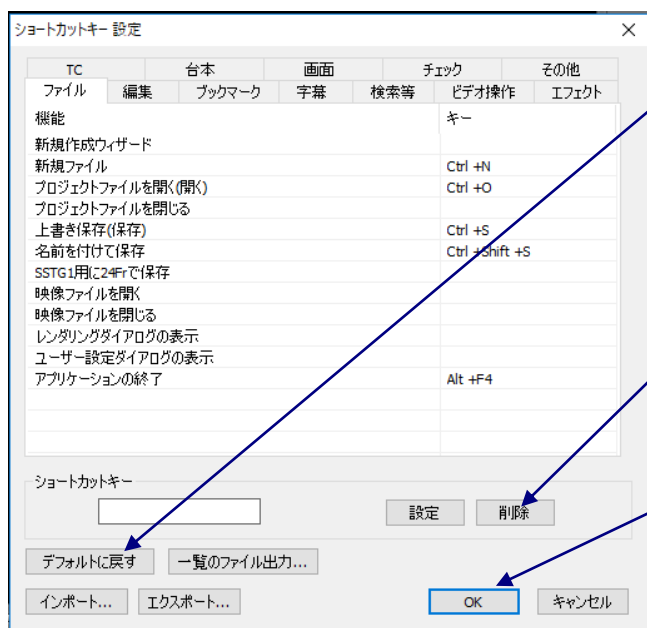 ショートカットキー 設定
TC 台本 画面 チェック その他
ファイル 編集 ブックマーク 字幕 検索等 ビデオ操作 エフェクト
機能 キー
新規作成ウィザード
新規ファイル Ctrl +N
プロジェクトファイルを開く(開く) Ctrl +O
プロジェクトファイルを閉じる
上書き保存(保存) Ctrl +S
名前を付けて保存 Ctrl +Shift +S
SSTG1用に24Frで保存
映像ファイルを開く
映像ファイルを閉じる
レンダリングダイアログの表示
ユーザー設定ダイアログの表示
アプリケーションの終了 Alt +F4
ショートカットキー
設定 削除
デフォルトに戻す 一覧のファイル出力...
インポート... エクスポート... OK キャンセル